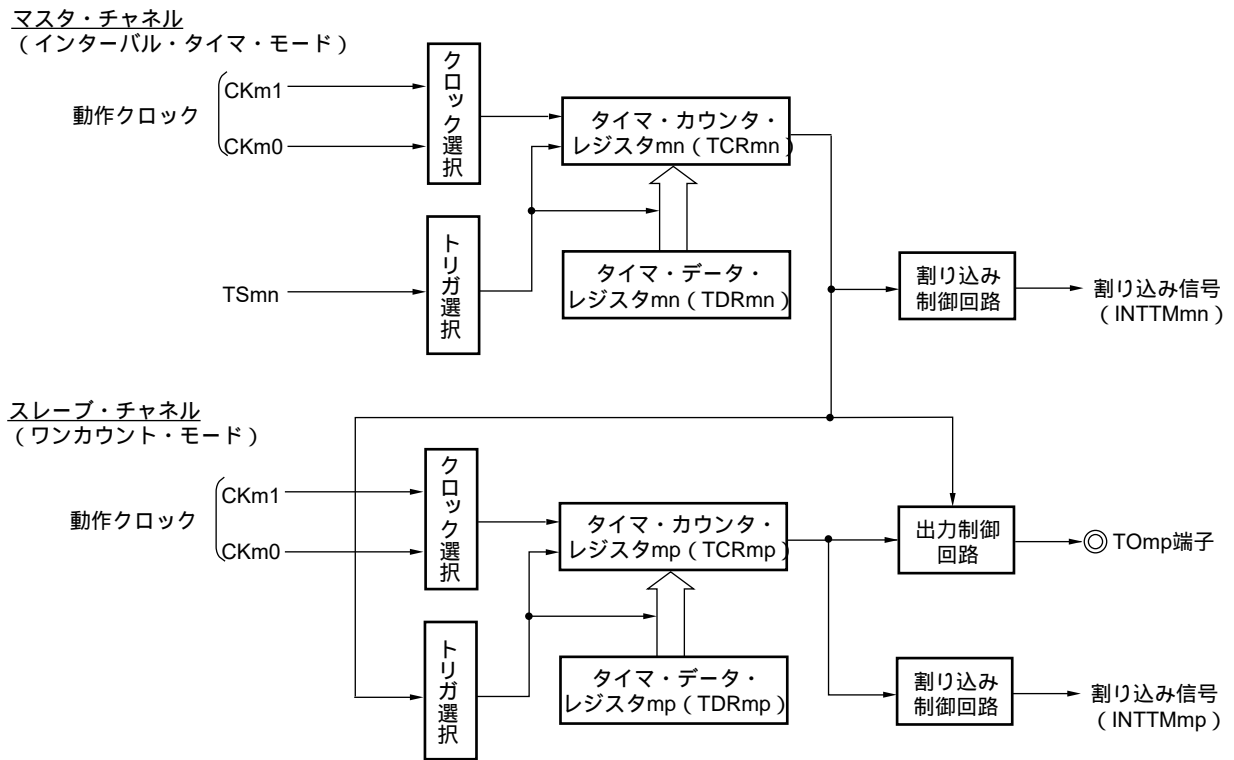 マスタ・チャネル
（インターバル・タイマ・モード）
動作クロック
CKm1
CKm0
クロック選択
タイマ・カウンタ・
レジスタmn（TCRmn）
TSmn
トリガ選択
タイマ・データ・
レジスタmn（TDRmn）
割り込み
制御回路
割り込み信号
（INTTMmn）
スレーブ・チャネル
（ワンカウント・モード）
動作クロック
CKm1
CKm0
クロック選択
タイマ・カウンタ・
レジスタmp（TCRmp）
出力制御
回路
TOmp端子
トリガ選択
タイマ・データ・
レジスタmp（TDRmp）
割り込み
制御回路
割り込み信号
（INTTMmp）